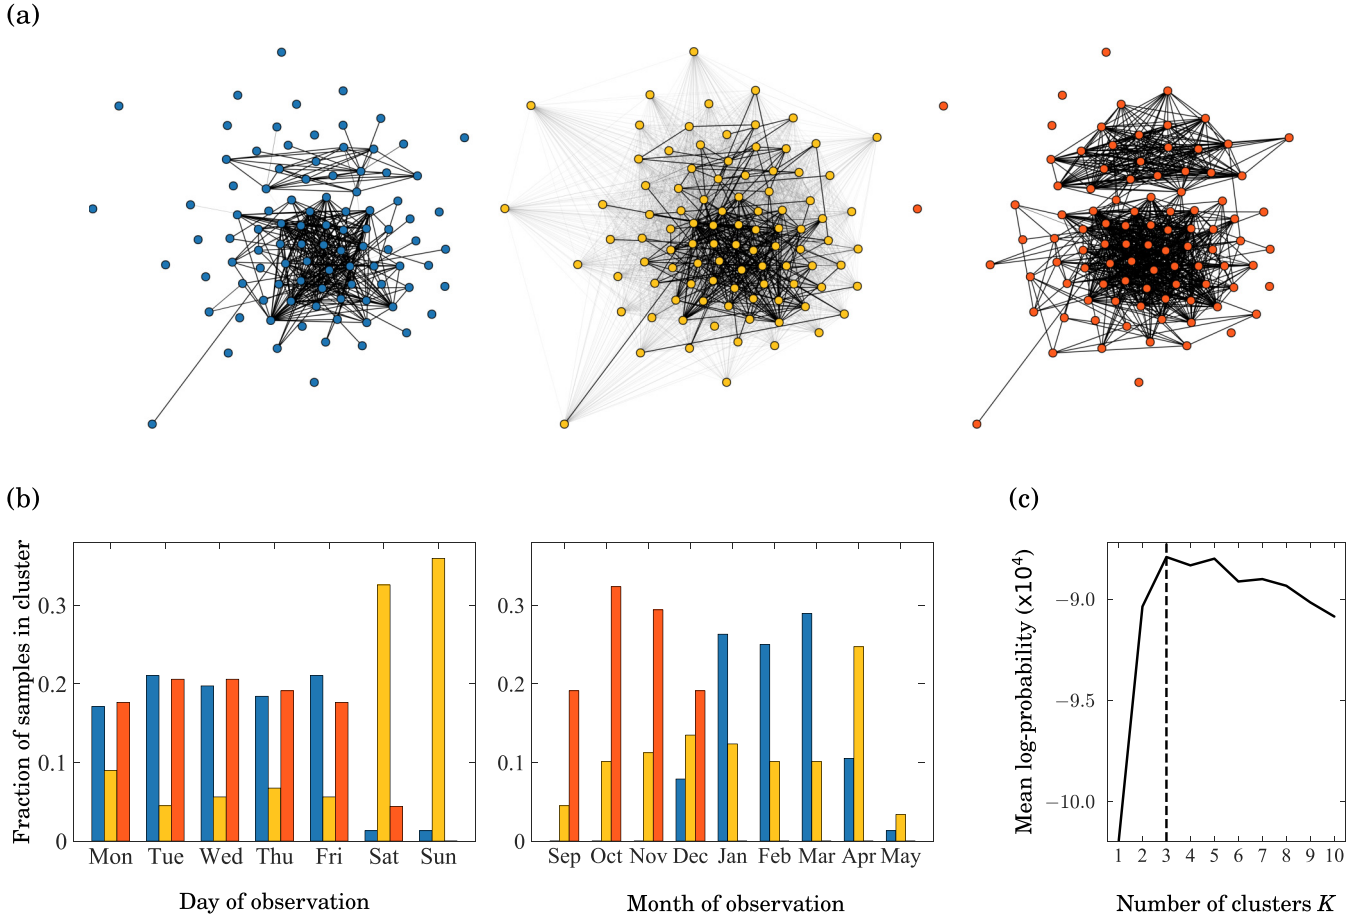 (a)
(b)
Fraction of samples in cluster
0.3
0.2
0.1
0
Mon Tue Wed Thu Fri Sat Sun
Day of observation
0.3
0.2
0.1
0
Sep Oct Nov Dec Jan Feb Mar Apr May
Month of observation
(c)
Mean log-probability (x10⁴)
−9.0
−9.5
−10.0
1 2 3 4 5 6 7 8 9 10
Number of clusters K